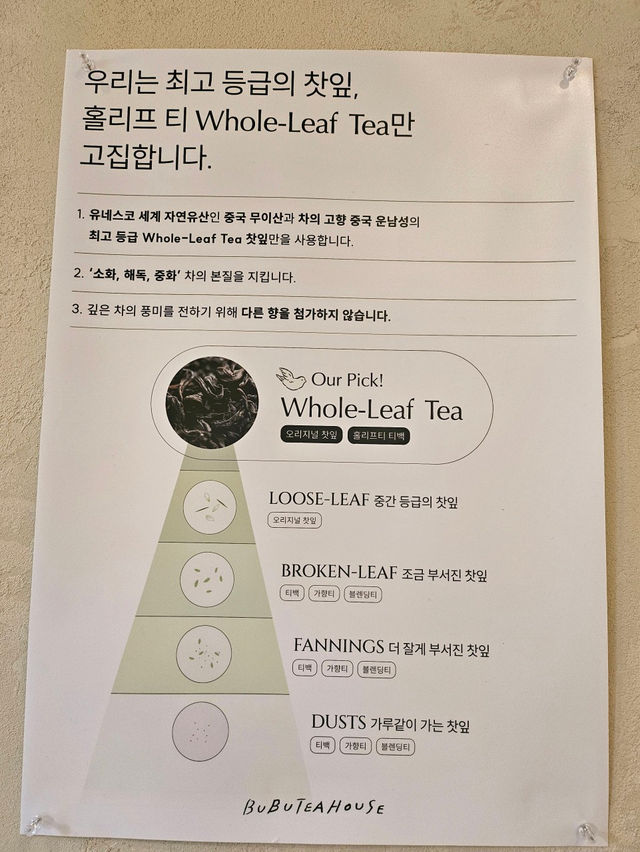 우리는 최고 등급의 찻잎,
홀리프 티 Whole-Leaf Tea만
고집합니다.
1. 유네스코 세계 자연유산인 중국 무이산과 차의 고향 중국 운남성의
최고 등급 Whole-Leaf Tea 찻잎만을 사용합니다.
2. ‘소화, 해독, 중화’ 차의 본질을 지킵니다.
3. 깊은 차의 풍미를 전하기 위해 다른 향을 첨가하지 않습니다.
Our Pick!
Whole-Leaf Tea
오리지널 찻잎 홀리프티 티백
LOOSE-LEAF 중간 등급의 찻잎
오리지널 찻잎
BROKEN-LEAF 조금 부서진 찻잎
티백 가향티 블렌딩티
FANNINGS 더 잘게 부서진 찻잎
티백 가향티 블렌딩티
DUSTS 가루같이 가는 찻잎
티백 가향티 블렌딩티
BUBUTEAHOUSE